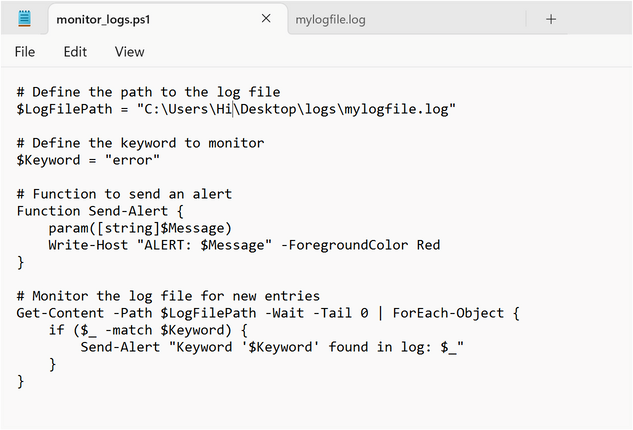 monitor_logs.ps1
mylogfile.log
File Edit View
# Define the path to the log file
$LogFilePath = "C:\Users\Hi\Desktop\logs\mylogfile.log"
# Define the keyword to monitor
$Keyword = "error"
# Function to send an alert
Function Send-Alert {
    param([string]$Message)
    Write-Host "ALERT: $Message" -ForegroundColor Red
}
# Monitor the log file for new entries
Get-Content -Path $LogFilePath -Wait -Tail 0 | ForEach-Object {
    if ($_ -match $Keyword) {
        Send-Alert "Keyword '$Keyword' found in log: $_"
    }
}